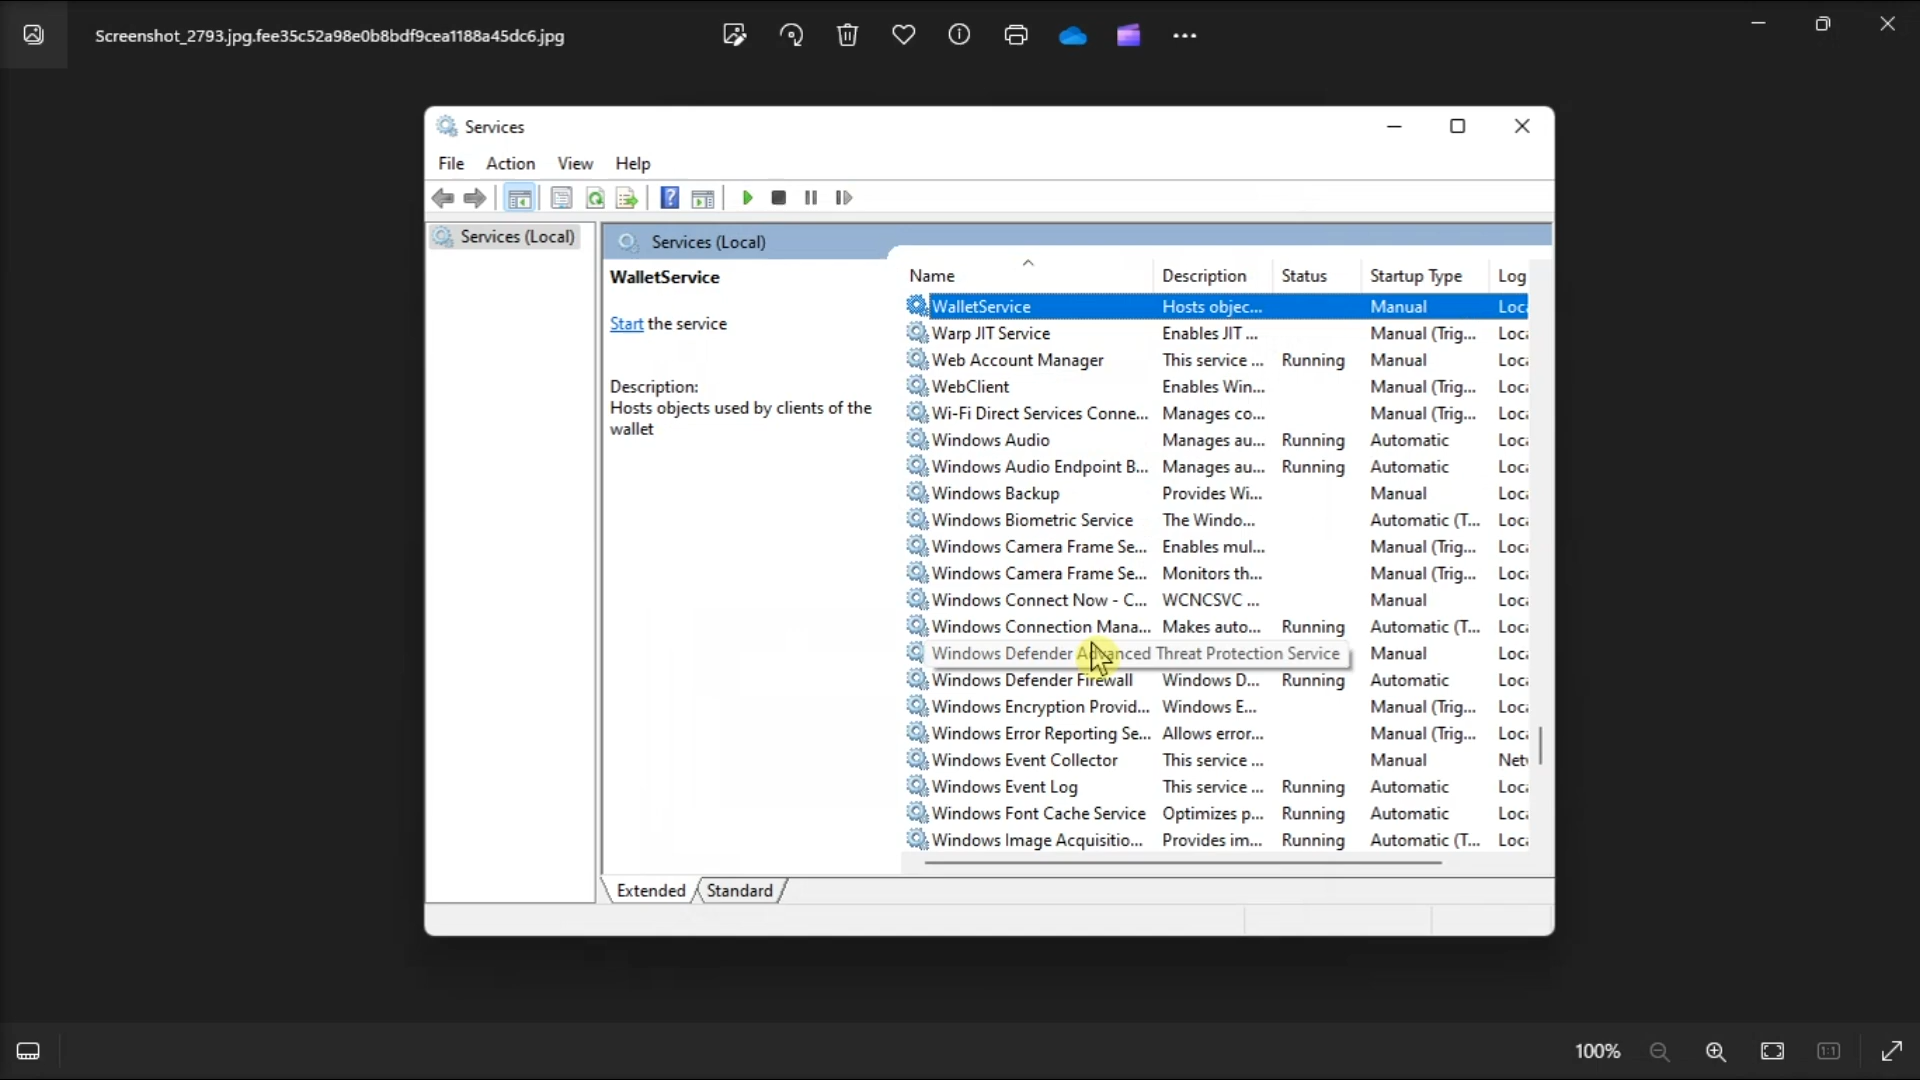 Screenshot_2793.jpg.fee35c52a98e0b8bdf9cea1188a45dc6.jpg
Services
File Action View Help
Services (Local)
Services (Local)
WalletService
Start the service
Description:
Hosts objects used by clients of the
wallet
Name Description Status Startup Type Log
WalletService Hosts objec... Manual Loc
Warp JIT Service Enables JIT ... Manual (Trig... Loc
Web Account Manager This service ... Running Manual Loc
WebClient Enables Win... Manual (Trig... Loc
Wi-Fi Direct Services Conne... Manages co... Manual (Trig... Loc
Windows Audio Manages au... Running Automatic Loc
Windows Audio Endpoint B... Manages au... Running Automatic Loc
Windows Backup Provides Wi... Manual Loc
Windows Biometric Service The Windo... Automatic (T... Loc
Windows Camera Frame Se... Enables mul... Manual (Trig... Loc
Windows Camera Frame Se... Monitors th... Manual (Trig... Loc
Windows Connect Now - C... WCNCSVC ... Manual Loc
Windows Connection Mana... Makes auto... Running Automatic (T... Loc
Windows Defender Advanced Threat Protection Service Manual Loc
Windows Defender Firewall Windows D... Running Automatic Loc
Windows Encryption Provid... Windows E... Manual (Trig... Loc
Windows Error Reporting Se... Allows error... Manual (Trig... Loc
Windows Event Collector This service ... Manual Net
Windows Event Log This service ... Running Automatic Loc
Windows Font Cache Service Optimizes p... Running Automatic Loc
Windows Image Acquisitio... Provides im... Running Automatic (T... Loc
Extended Standard
100% 1:1